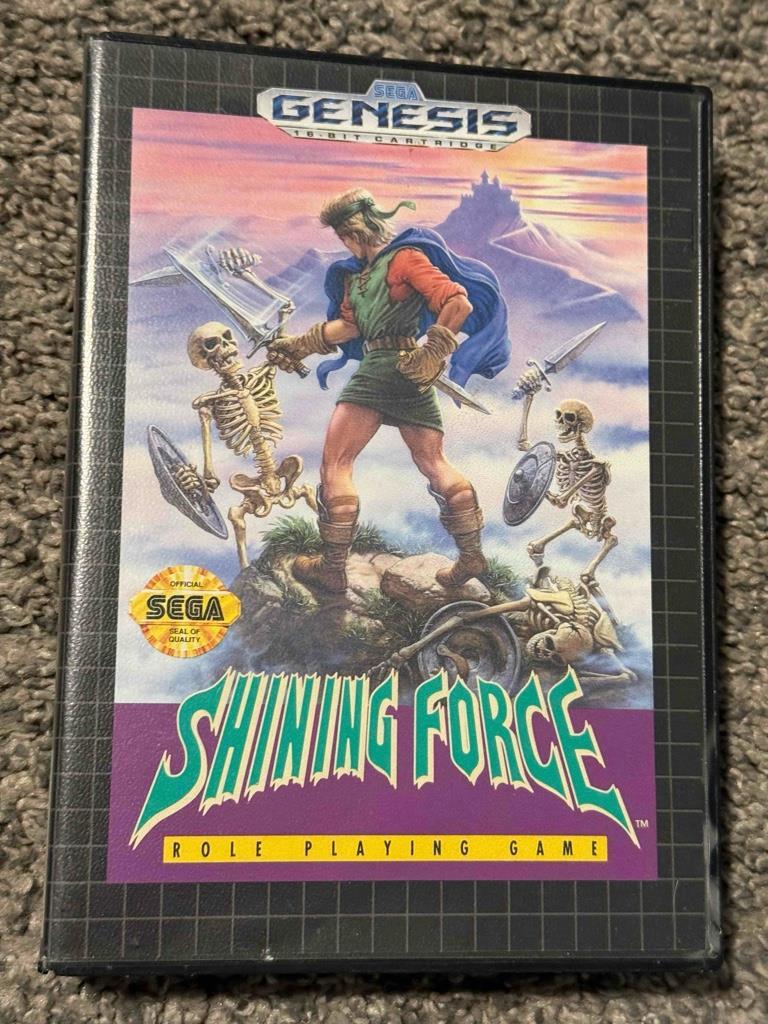 SEGA
GENESIS
16-BIT CARTRIDGE
OFFICIAL
SEGA
SEAL OF
QUALITY
SHINING FORCE
TM
ROLE PLAYING GAME